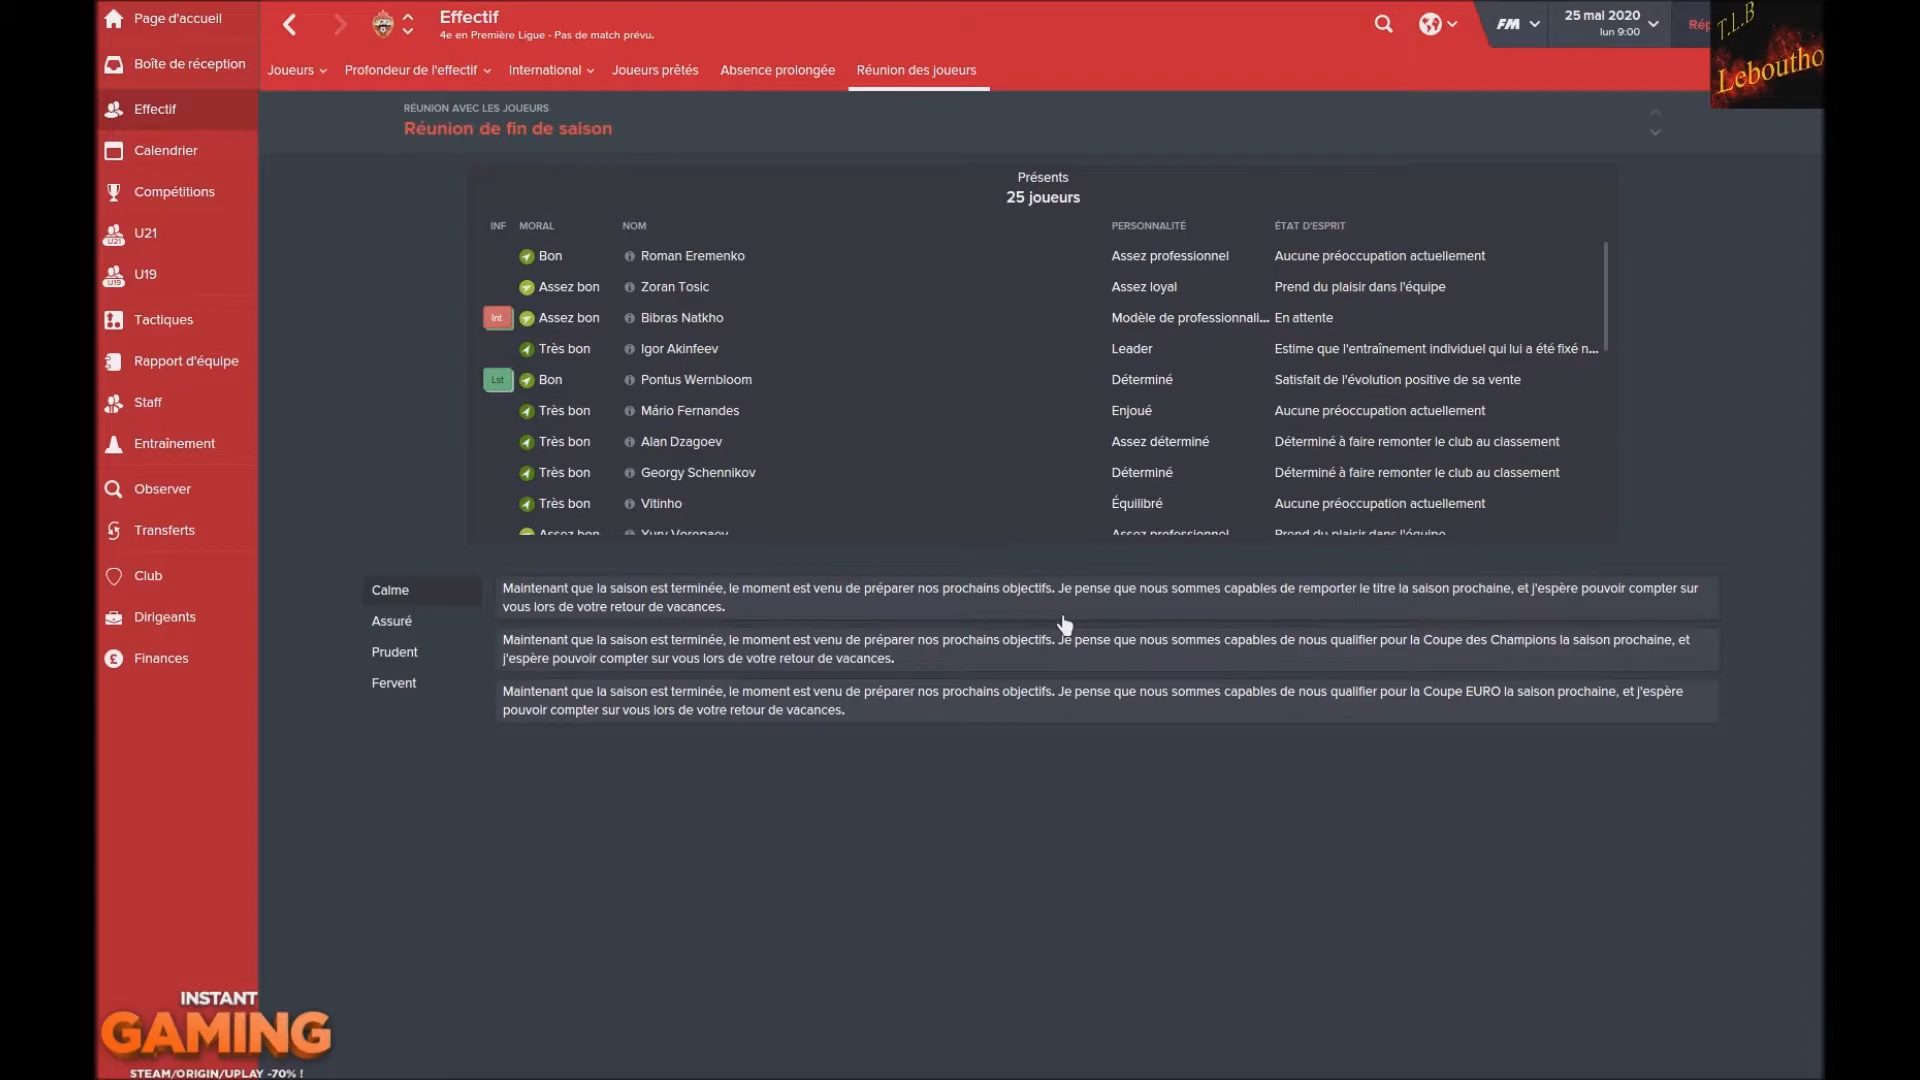 Page d'accueil
Boîte de réception
Effectif
Calendrier
Compétitions
U21
U21
U19
U19
Tactiques
Rapport d'équipe
Staff
Entraînement
Observer
Transferts
Club
Dirigeants
Finances
Effectif
4e en Première Ligue - Pas de match prévu.
FM
25 mai 2020
lun 9:00
Rép
T.L.B
Leboutho
Joueurs
Profondeur de l'effectif
International
Joueurs prêtés
Absence prolongée
Réunion des joueurs
RÉUNION AVEC LES JOUEURS
Réunion de fin de saison
Présents
25 joueurs
INF MORAL NOM PERSONNALITÉ ÉTAT D'ESPRIT
Bon Roman Eremenko Assez professionnel Aucune préoccupation actuellement
Assez bon Zoran Tosic Assez loyal Prend du plaisir dans l'équipe
Int Assez bon Bibras Natkho Modèle de professionnali... En attente
Très bon Igor Akinfeev Leader Estime que l'entraînement individuel qui lui a été fixé n...
Lst Bon Pontus Wernbloom Déterminé Satisfait de l'évolution positive de sa vente
Très bon Mário Fernandes Enjoué Aucune préoccupation actuellement
Très bon Alan Dzagoev Assez déterminé Déterminé à faire remonter le club au classement
Très bon Georgy Schennikov Déterminé Déterminé à faire remonter le club au classement
Très bon Vitinho Équilibré Aucune préoccupation actuellement
Assez bon Yury Voronaev Assez professionnel Prend du plaisir dans l'équipe
Calme
Assuré
Prudent
Fervent
Maintenant que la saison est terminée, le moment est venu de préparer nos prochains objectifs. Je pense que nous sommes capables de remporter le titre la saison prochaine, et j'espère pouvoir compter sur
vous lors de votre retour de vacances.
Maintenant que la saison est terminée, le moment est venu de préparer nos prochains objectifs. Je pense que nous sommes capables de nous qualifier pour la Coupe des Champions la saison prochaine, et
j'espère pouvoir compter sur vous lors de votre retour de vacances.
Maintenant que la saison est terminée, le moment est venu de préparer nos prochains objectifs. Je pense que nous sommes capables de nous qualifier pour la Coupe EURO la saison prochaine, et j'espère
pouvoir compter sur vous lors de votre retour de vacances.
INSTANT
GAMING
STEAM/ORIGIN/UPLAY -70% !